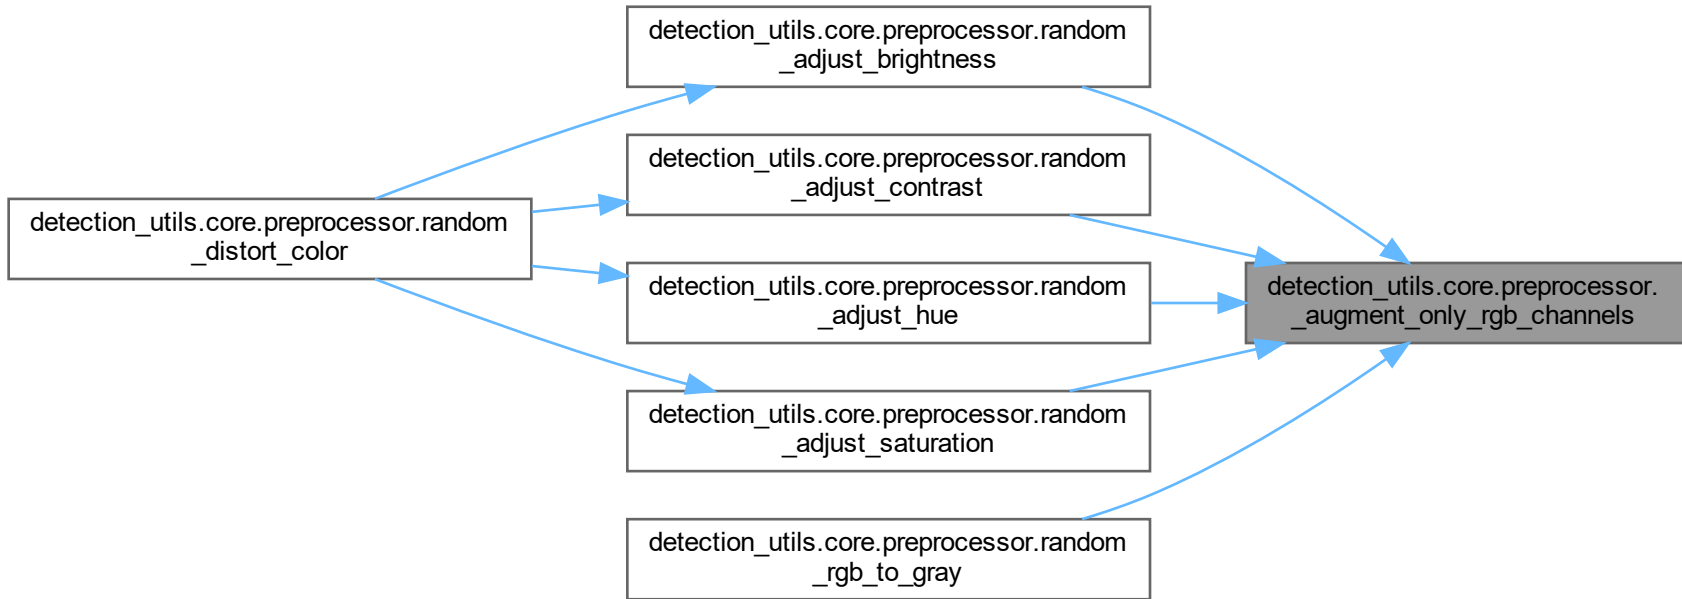 detection_utils.core.preprocessor.random
_adjust_brightness
detection_utils.core.preprocessor.random
_adjust_contrast
detection_utils.core.preprocessor.random
_distort_color
detection_utils.core.preprocessor.random
_adjust_hue
detection_utils.core.preprocessor.
_augment_only_rgb_channels
detection_utils.core.preprocessor.random
_adjust_saturation
detection_utils.core.preprocessor.random
_rgb_to_gray